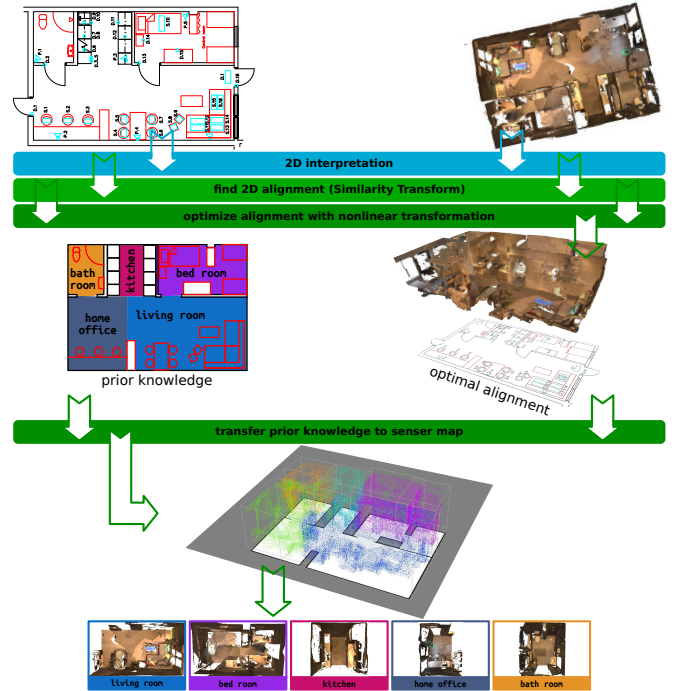 2D interpretation
find 2D alignment (Similarity Transform)
optimize alignment with nonlinear transformation
bath
room
kitchen
bed room
home
office
living room
prior knowledge
optimal alignment
transfer prior knowledge to senser map
living room
bed room
kitchen
home office
bath room